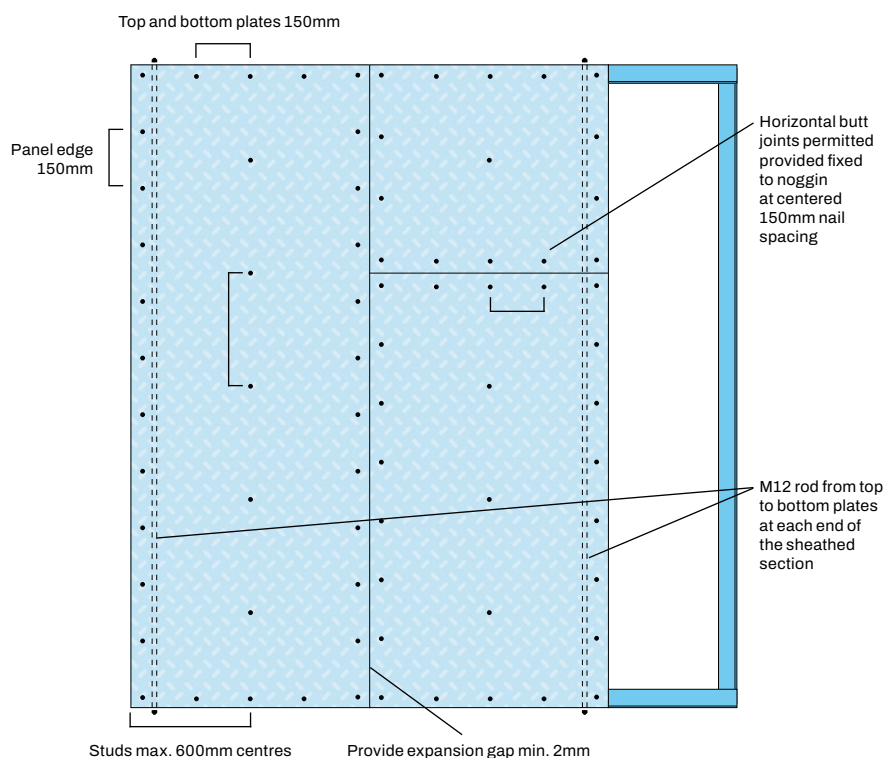 Top and bottom plates 150mm
Panel edge
150mm
Horizontal butt
joints permitted
provided fixed
to noggin
at centered
150mm nail
spacing
M12 rod from top
to bottom plates
at each end of
the sheathed
section
Studs max. 600mm centres
Provide expansion gap min. 2mm